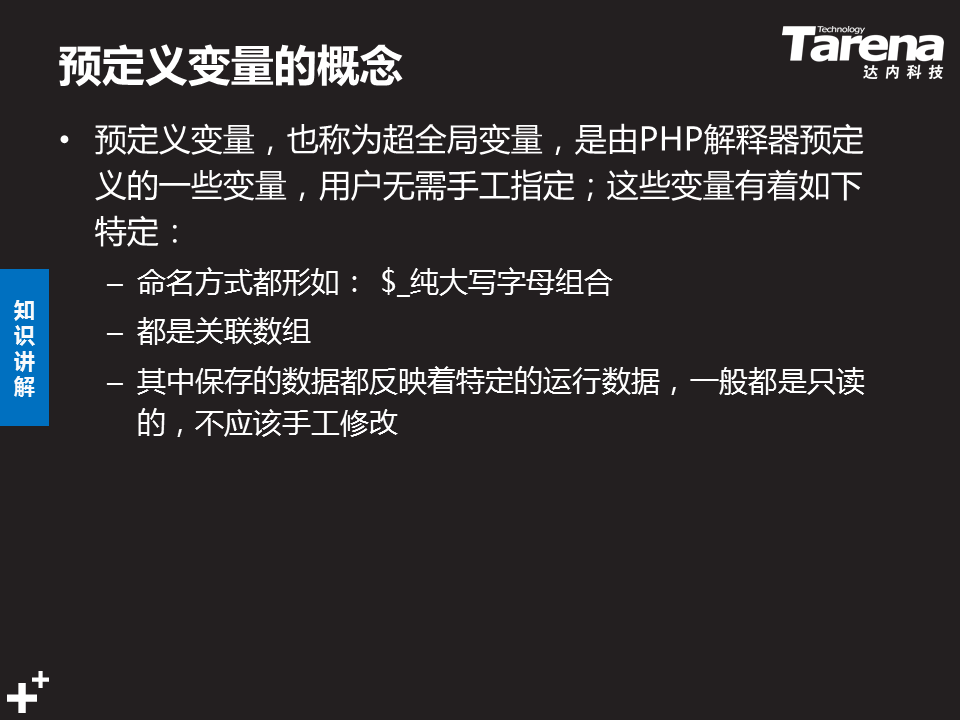 预定义变量的概念
Technology
Tarena
达内科技
• 预定义变量，也称为超全局变量，是由PHP解释器预定
义的一些变量，用户无需手工指定；这些变量有着如下
特定：
– 命名方式都形如： $_纯大写字母组合
– 都是关联数组
– 其中保存的数据都反映着特定的运行数据，一般都是只读
的，不应该手工修改
知
识
讲
解